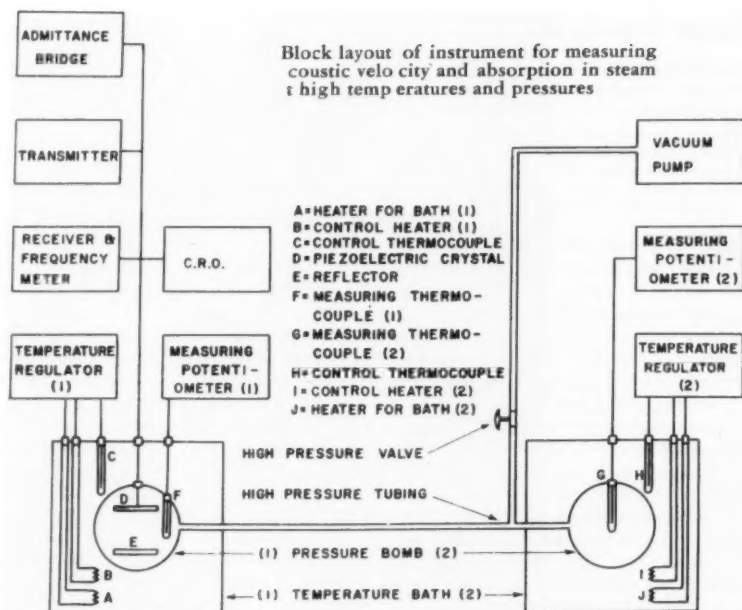 ADMITTANCE
BRIDGE
Block layout of instrument for measuring
coustic velo city and absorption in steam
t high temp eratures and pressures
TRANSMITTER
VACUUM
PUMP
RECEIVER &
FREQUENCY
METER
C.R.O.
A=HEATER FOR BATH (1)
B=CONTROL HEATER (1)
C=CONTROL THERMOCOUPLE
D=PIEZOELECTRIC CRYSTAL
E=REFLECTOR
F=MEASURING THERMO-
COUPLE (1)
G=MEASURING THERMO-
COUPLE (2)
H=CONTROL THERMOCOUPLE
I=CONTROL HEATER (2)
J=HEATER FOR BATH (2)
MEASURING
POTENTI-
OMETER (2)
TEMPERATURE
REGULATOR
(1)
MEASURING
POTENTI-
OMETER (1)
TEMPERATURE
REGULATOR
(2)
HIGH PRESSURE VALVE
HIGH PRESSURE TUBING
(1) PRESSURE BOMB (2)
(1) TEMPERATURE BATH (2)
C
D
F
E
B
A
G
H
I
J